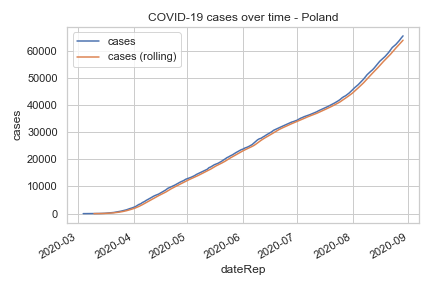 COVID-19 cases over time - Poland
cases
cases (rolling)
60000
50000
40000
30000
20000
10000
0
cases
2020-03
2020-04
2020-05
2020-06
2020-07
2020-08
2020-09
dateRep